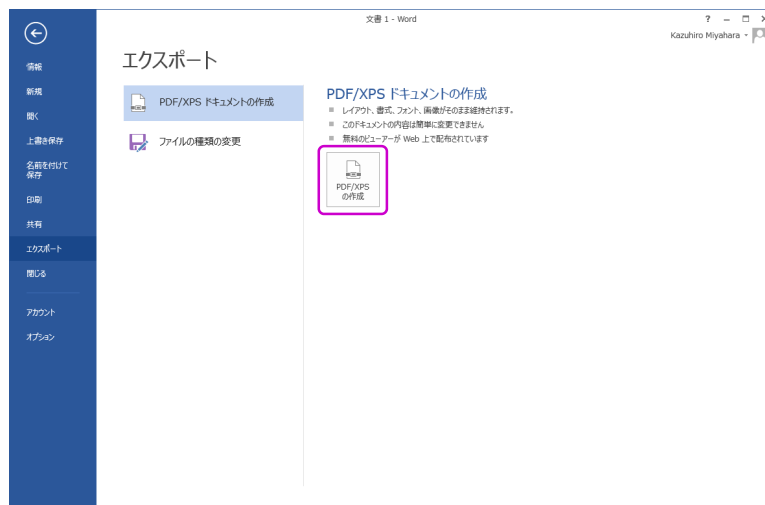 文書 1 - Word
?
Kazuhiro Miyahara
情報
新規
開く
上書き保存
名前を付けて
保存
印刷
共有
エクスポート
閉じる
アカウント
オプション
エクスポート
PDF/XPS ドキュメントの作成
ファイルの種類の変更
PDF/XPS ドキュメントの作成
レイアウト、書式、フォント、画像がそのまま維持されます。
このドキュメントの内容は簡単に変更できません
無料のビューアーが Web 上で配布されています
PDF/XPS
の作成